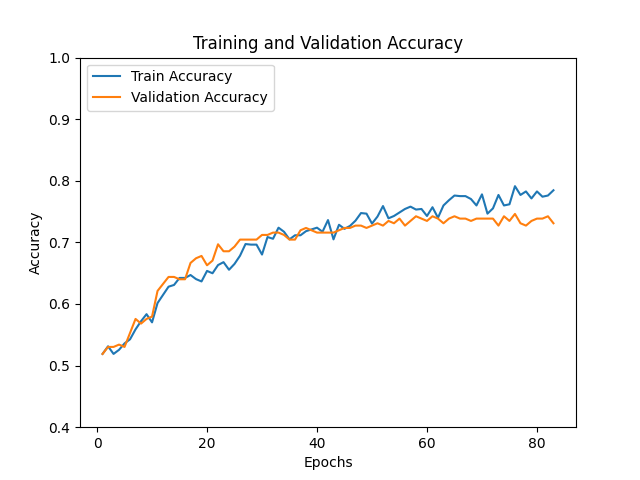 Training and Validation Accuracy
Train Accuracy
Validation Accuracy
1.0
0.9
0.8
0.7
0.6
0.5
0.4
Accuracy
0 20 40 60 80
Epochs